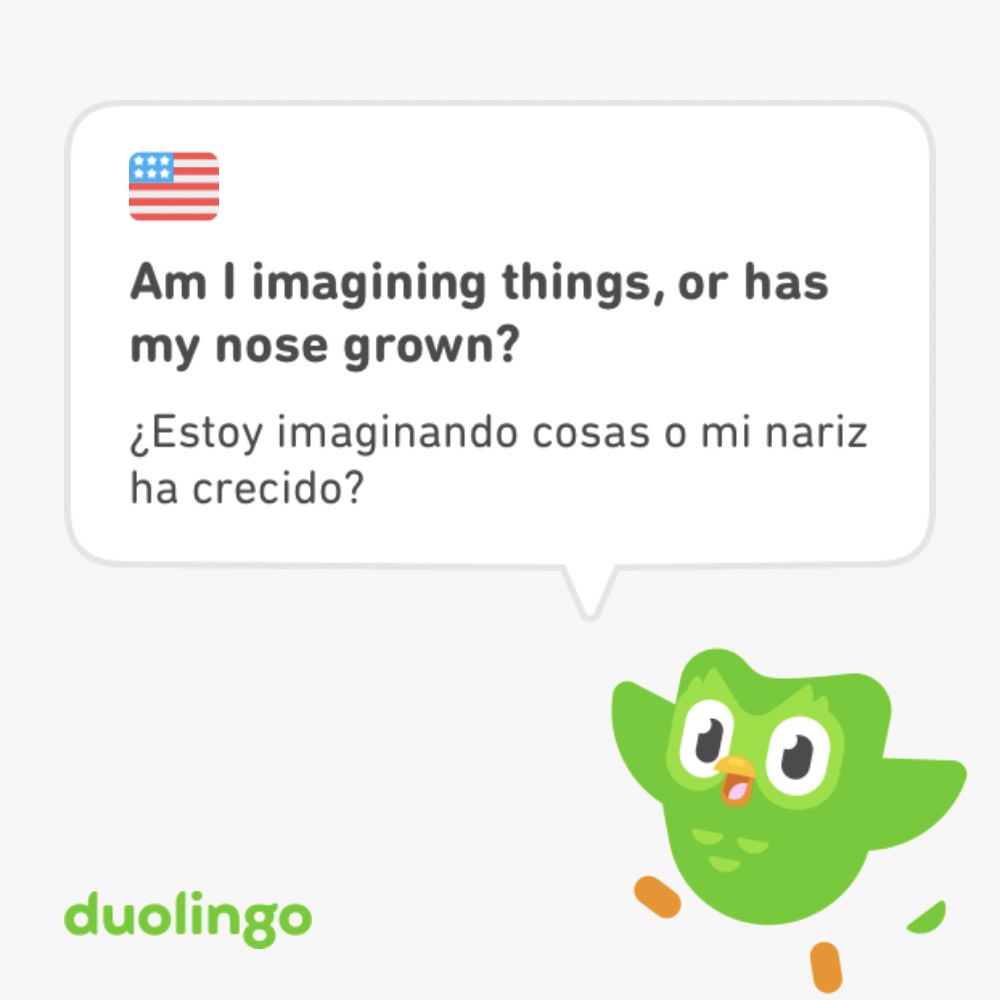 Am I imagining things, or has
my nose grown?
¿Estoy imaginando cosas o mi nariz
ha crecido?
duolingo